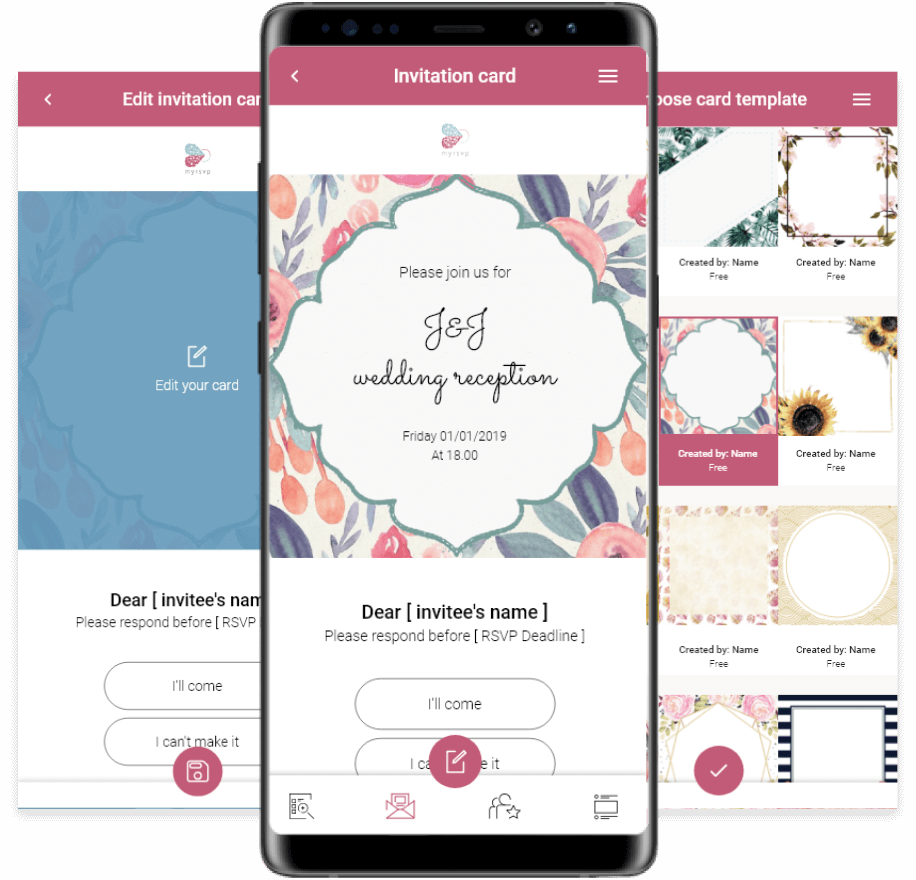 Edit invitation car
myrsvp
Edit your card
Dear [ invitee's nam
Please respond before [ RSVP
I'll come
I can't make it
Invitation card
myrsvp
Please join us for
J&J
wedding reception
Friday 01/01/2019
At 18.00
Dear [ invitee's name ]
Please respond before [ RSVP Deadline ]
I'll come
I ca e it
oose card template
Created by: Name
Free
Created by: Name
Free
Created by: Name
Free
Created by: Name
Free
Created by: Name
Free
Created by: Name
Free